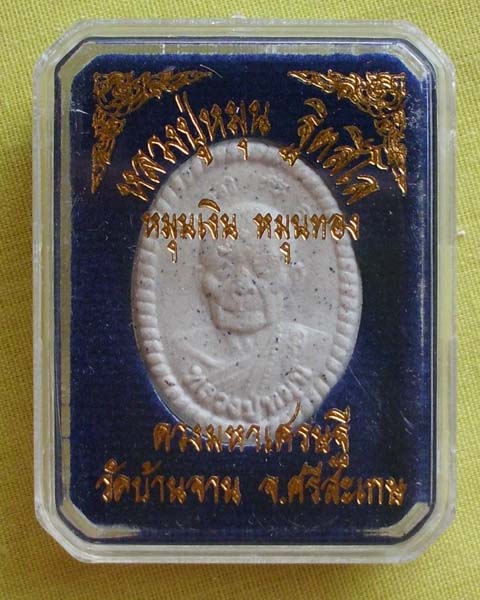 หลวงปู่หมุน ฐิตสีโล
หมุนเงิน หมุนทอง
หลวงปู่หมุน
ดวงมหาเศรษฐี
วัดบ้านจาน จ.ศรีสะเกษ